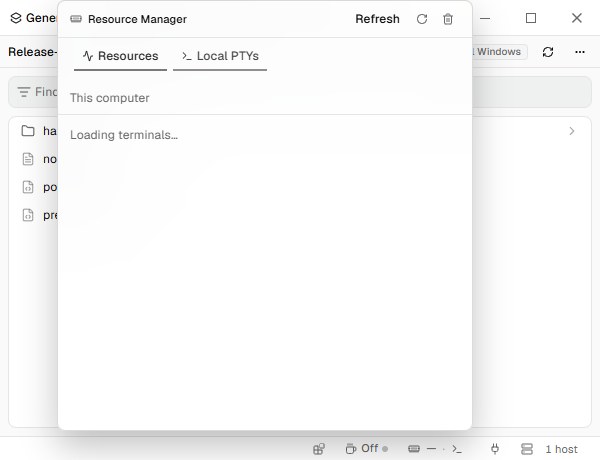 Gener
Resource Manager
Refresh
Release-
Resources
Local PTYs
Windows
Find
This computer
Loading terminals…
ha
no
po
pre
Off
1 host